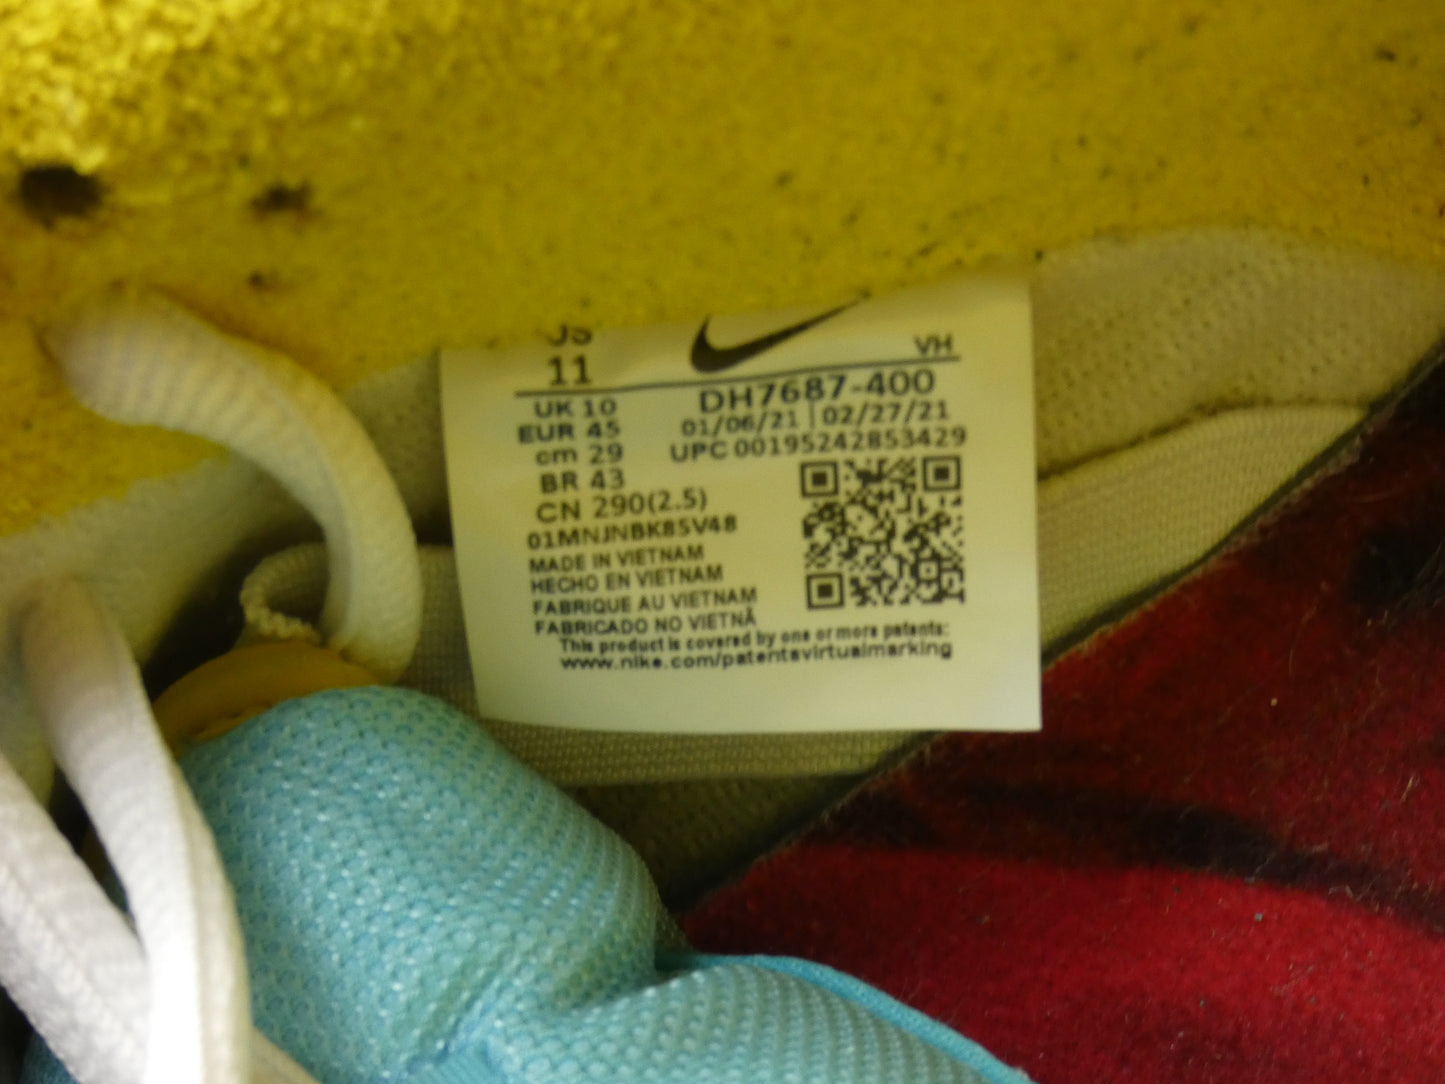 US
VH
11
DH7687-400
UK 10
01/06/21 | 02/27/21
EUR 45
UPC 00195242853429
cm 29
BR 43
CN 290(2.5)
01MNJNBK85V48
MADE IN VIETNAM
HECHO EN VIETNAM
FABRIQUE AU VIETNAM
FABRICADO NO VIETNÃ
This product is covered by one or more patents:
www.nike.com/patentsvirtualmarking